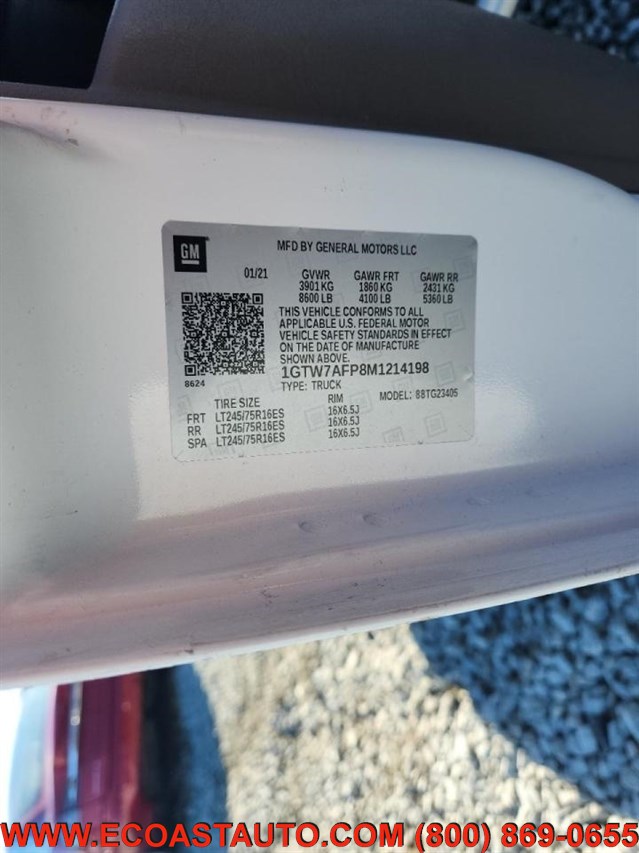 GM
MFD BY GENERAL MOTORS LLC
01/21 GVWR GAWR FRT GAWR RR
3901 KG 1860 KG 2431 KG
8600 LB 4100 LB 5360 LB
THIS VEHICLE CONFORMS TO ALL
APPLICABLE U.S. FEDERAL MOTOR
VEHICLE SAFETY STANDARDS IN EFFECT
ON THE DATE OF MANUFACTURE
SHOWN ABOVE.
8624
1GTW7AFP8M1214198
TYPE: TRUCK MODEL: 88TG23405
TIRE SIZE RIM
FRT LT245/75R16ES 16X6.5J
RR LT245/75R16ES 16X6.5J
SPA LT245/75R16ES 16X6.5J
WWW.ECOASTAUTO.COM (800) 869-0655